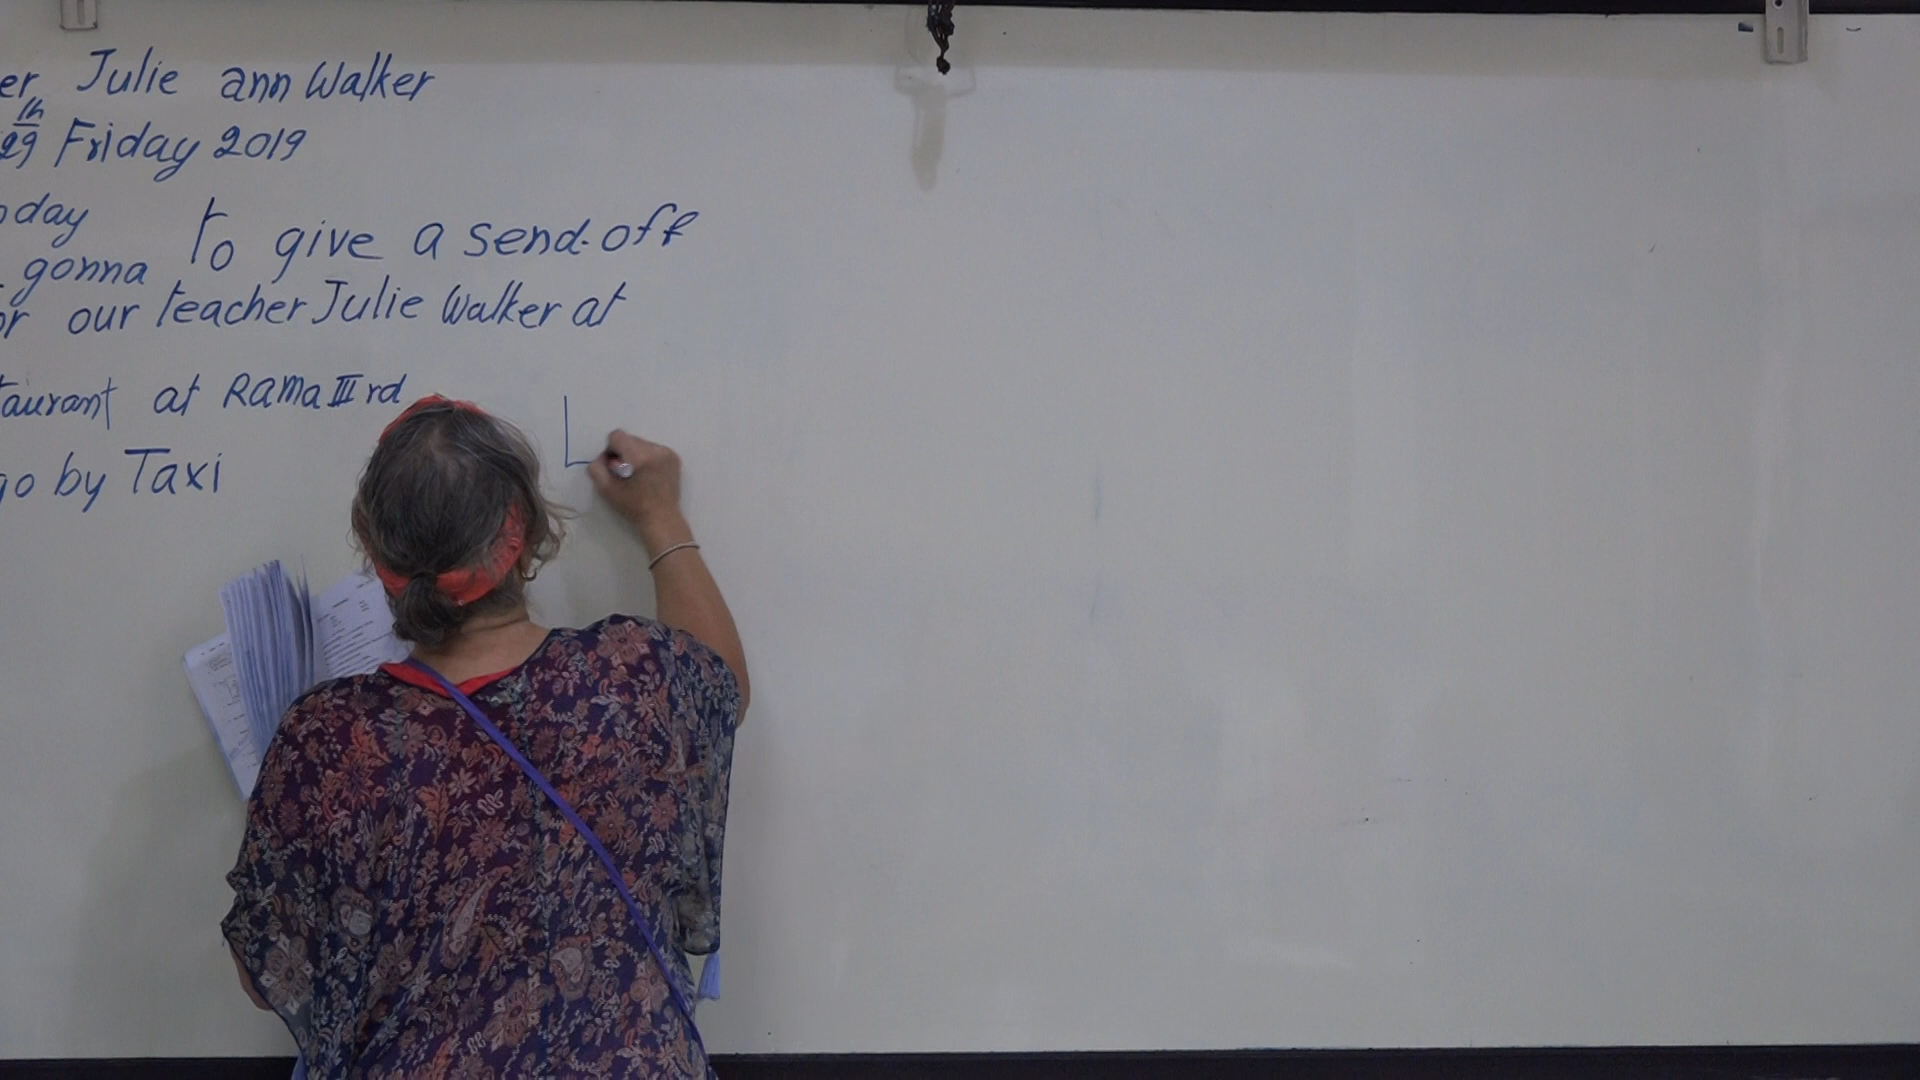 er Julie ann Walker
29th Friday 2019
oday
gonna to give a send-off
or our teacher Julie Walker at
taurant at Rama III rd
go by Taxi
L